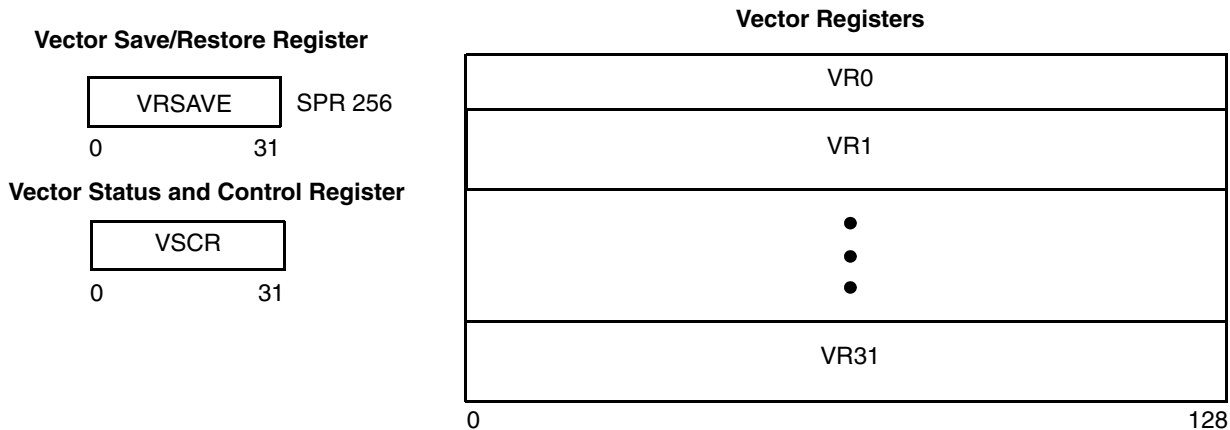 Vector Save/Restore Register
VRSAVE SPR 256
0 31
Vector Status and Control Register
VSCR
0 31
Vector Registers
VR0
VR1
VR31
0 128